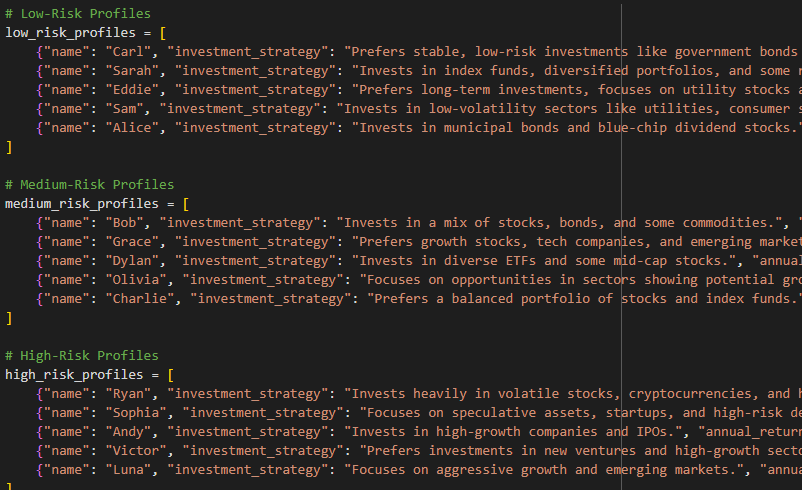 # Low-Risk Profiles
low_risk_profiles = [
{"name": "Carl", "investment_strategy": "Prefers stable, low-risk investments like government bonds
{"name": "Sarah", "investment_strategy": "Invests in index funds, diversified portfolios, and some
{"name": "Eddie", "investment_strategy": "Prefers long-term investments, focuses on utility stocks
{"name": "Sam", "investment_strategy": "Invests in low-volatility sectors like utilities, consumer
{"name": "Alice", "investment_strategy": "Invests in municipal bonds and blue-chip dividend stocks."
]
# Medium-Risk Profiles
medium_risk_profiles = [
{"name": "Bob", "investment_strategy": "Invests in a mix of stocks, bonds, and some commodities.", "
{"name": "Grace", "investment_strategy": "Prefers growth stocks, tech companies, and emerging market
{"name": "Dylan", "investment_strategy": "Invests in diverse ETFs and some mid-cap stocks.", "annual
{"name": "Olivia", "investment_strategy": "Focuses on opportunities in sectors showing potential gro
{"name": "Charlie", "investment_strategy": "Prefers a balanced portfolio of stocks and index funds."
]
# High-Risk Profiles
high_risk_profiles = [
{"name": "Ryan", "investment_strategy": "Invests heavily in volatile stocks, cryptocurrencies, and h
{"name": "Sophia", "investment_strategy": "Focuses on speculative assets, startups, and high-risk de
{"name": "Andy", "investment_strategy": "Invests in high-growth companies and IPOs.", "annual_return
{"name": "Victor", "investment_strategy": "Prefers investments in new ventures and high-growth secto
{"name": "Luna", "investment_strategy": "Focuses on aggressive growth and emerging markets.", "annua
]